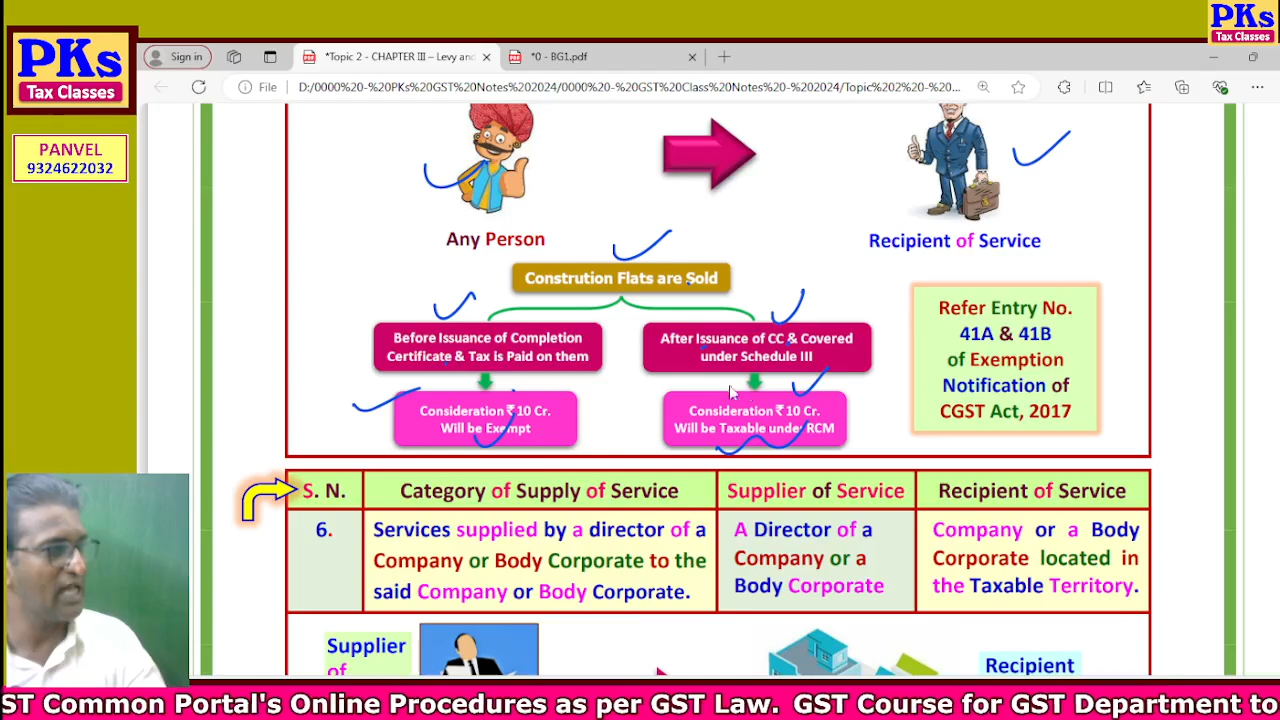 PKs
Tax Classes
PANVEL
9324622032
PKs
Tax Classes
Sign in
*Topic 2 - CHAPTER III – Levy and
*0 - BG1.pdf
File
D:/0000%20-%20PKs%20GST%20Notes%202024/0000%20-%20GST%20Class%20Notes%20-%202024/Topic%202%20-%20...
Any Person
Recipient of Service
Constrution Flats are Sold
Before Issuance of Completion
Certificate & Tax is Paid on them
After Issuance of CC & Covered
under Schedule III
Consideration ₹10 Cr.
Will be Exempt
Consideration ₹10 Cr.
Will be Taxable under RCM
Refer Entry No.
41A & 41B
of Exemption
Notification of
CGST Act, 2017
S. N.
Category of Supply of Service
Supplier of Service
Recipient of Service
6.
Services supplied by a director of a
Company or Body Corporate to the
said Company or Body Corporate.
A Director of a
Company or a
Body Corporate
Company or a Body
Corporate located in
the Taxable Territory.
Supplier
of
Recipient
ST Common Portal's Online Procedures as per GST Law. GST Course for GST Department to